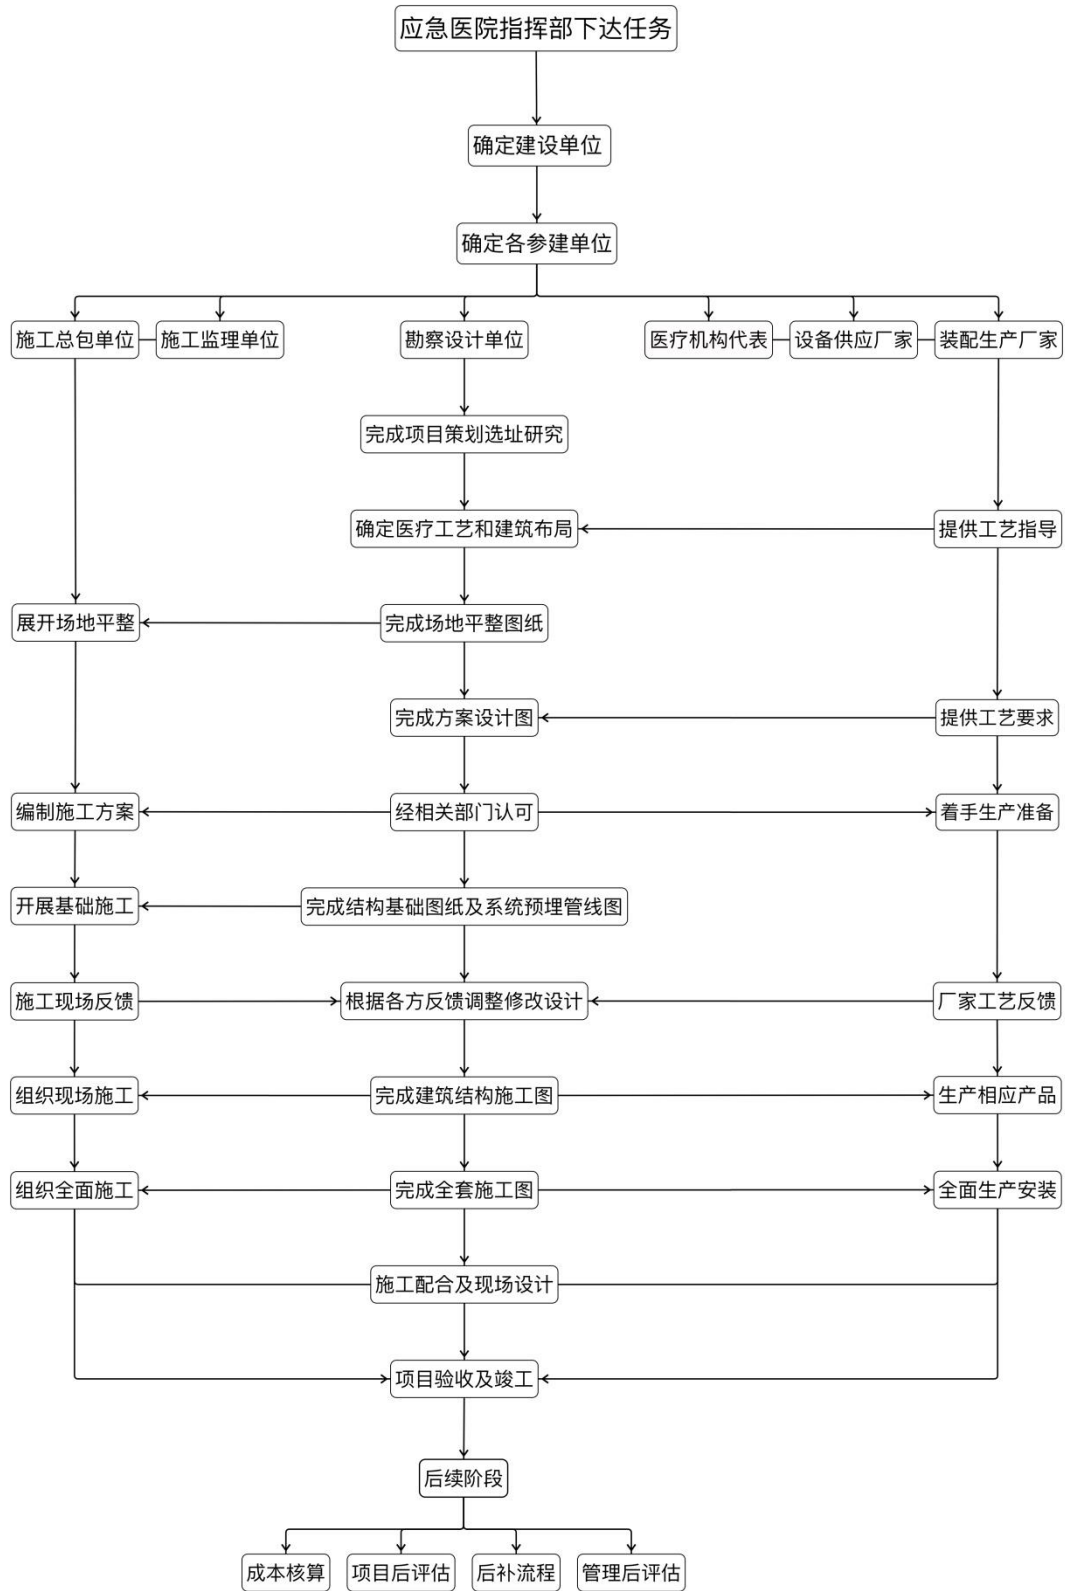 应急医院指挥部下达任务
确定建设单位
确定各参建单位
施工总包单位 施工监理单位 勘察设计单位 医疗机构代表 设备供应厂家 装配生产厂家
完成项目策划选址研究
确定医疗工艺和建筑布局 提供工艺指导
展开场地平整 完成场地平整图纸
完成方案设计图 提供工艺要求
编制施工方案 经相关部门认可 着手生产准备
开展基础施工 完成结构基础图纸及系统预埋管线图
施工现场反馈 根据各方反馈调整修改设计 厂家工艺反馈
组织现场施工 完成建筑结构施工图 生产相应产品
组织全面施工 完成全套施工图 全面生产安装
施工配合及现场设计
项目验收及竣工
后续阶段
成本核算 项目后评估 后补流程 管理后评估